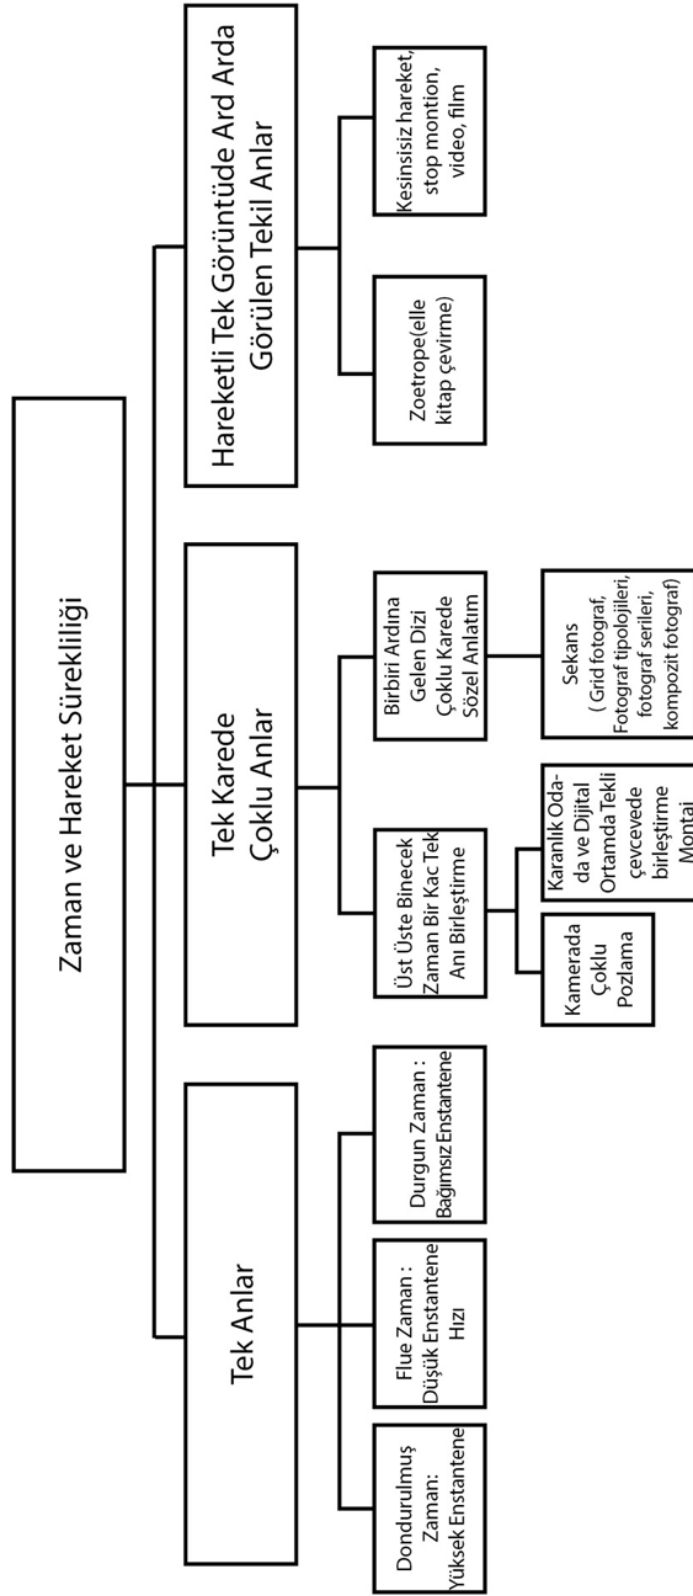 Zaman ve Hareket Sürekliliği
Tek Anlar
Tek Karede
Çoklu Anlar
Hareketli Tek Görüntüde Ard Arda
Görülen Tekil Anlar
Dondurulmuş
Zaman:
Yüksek Enstantene
Flue Zaman :
Düşük Enstantene
Hızı
Durgun Zaman :
Bağımsız Enstantene
Üst Üste Binecek
Zaman Bir Kac Tek
Anı Birleştirme
Birbiri Ardına
Gelen Dizi
Çoklu Karede
Sözel Anlatım
Zoetrope(elle
kitap çevirme)
Kesinsisiz hareket,
stop montion,
video, film
Kamerada
Çoklu
Pozlama
Karanlık Oda-
da ve Dijital
Ortamda Tekli
çevcevede
birleştirme
Montaj
Sekans
( Grid fotograf,
Fotograf tipolojileri,
fotograf serileri,
kompozit fotograf)